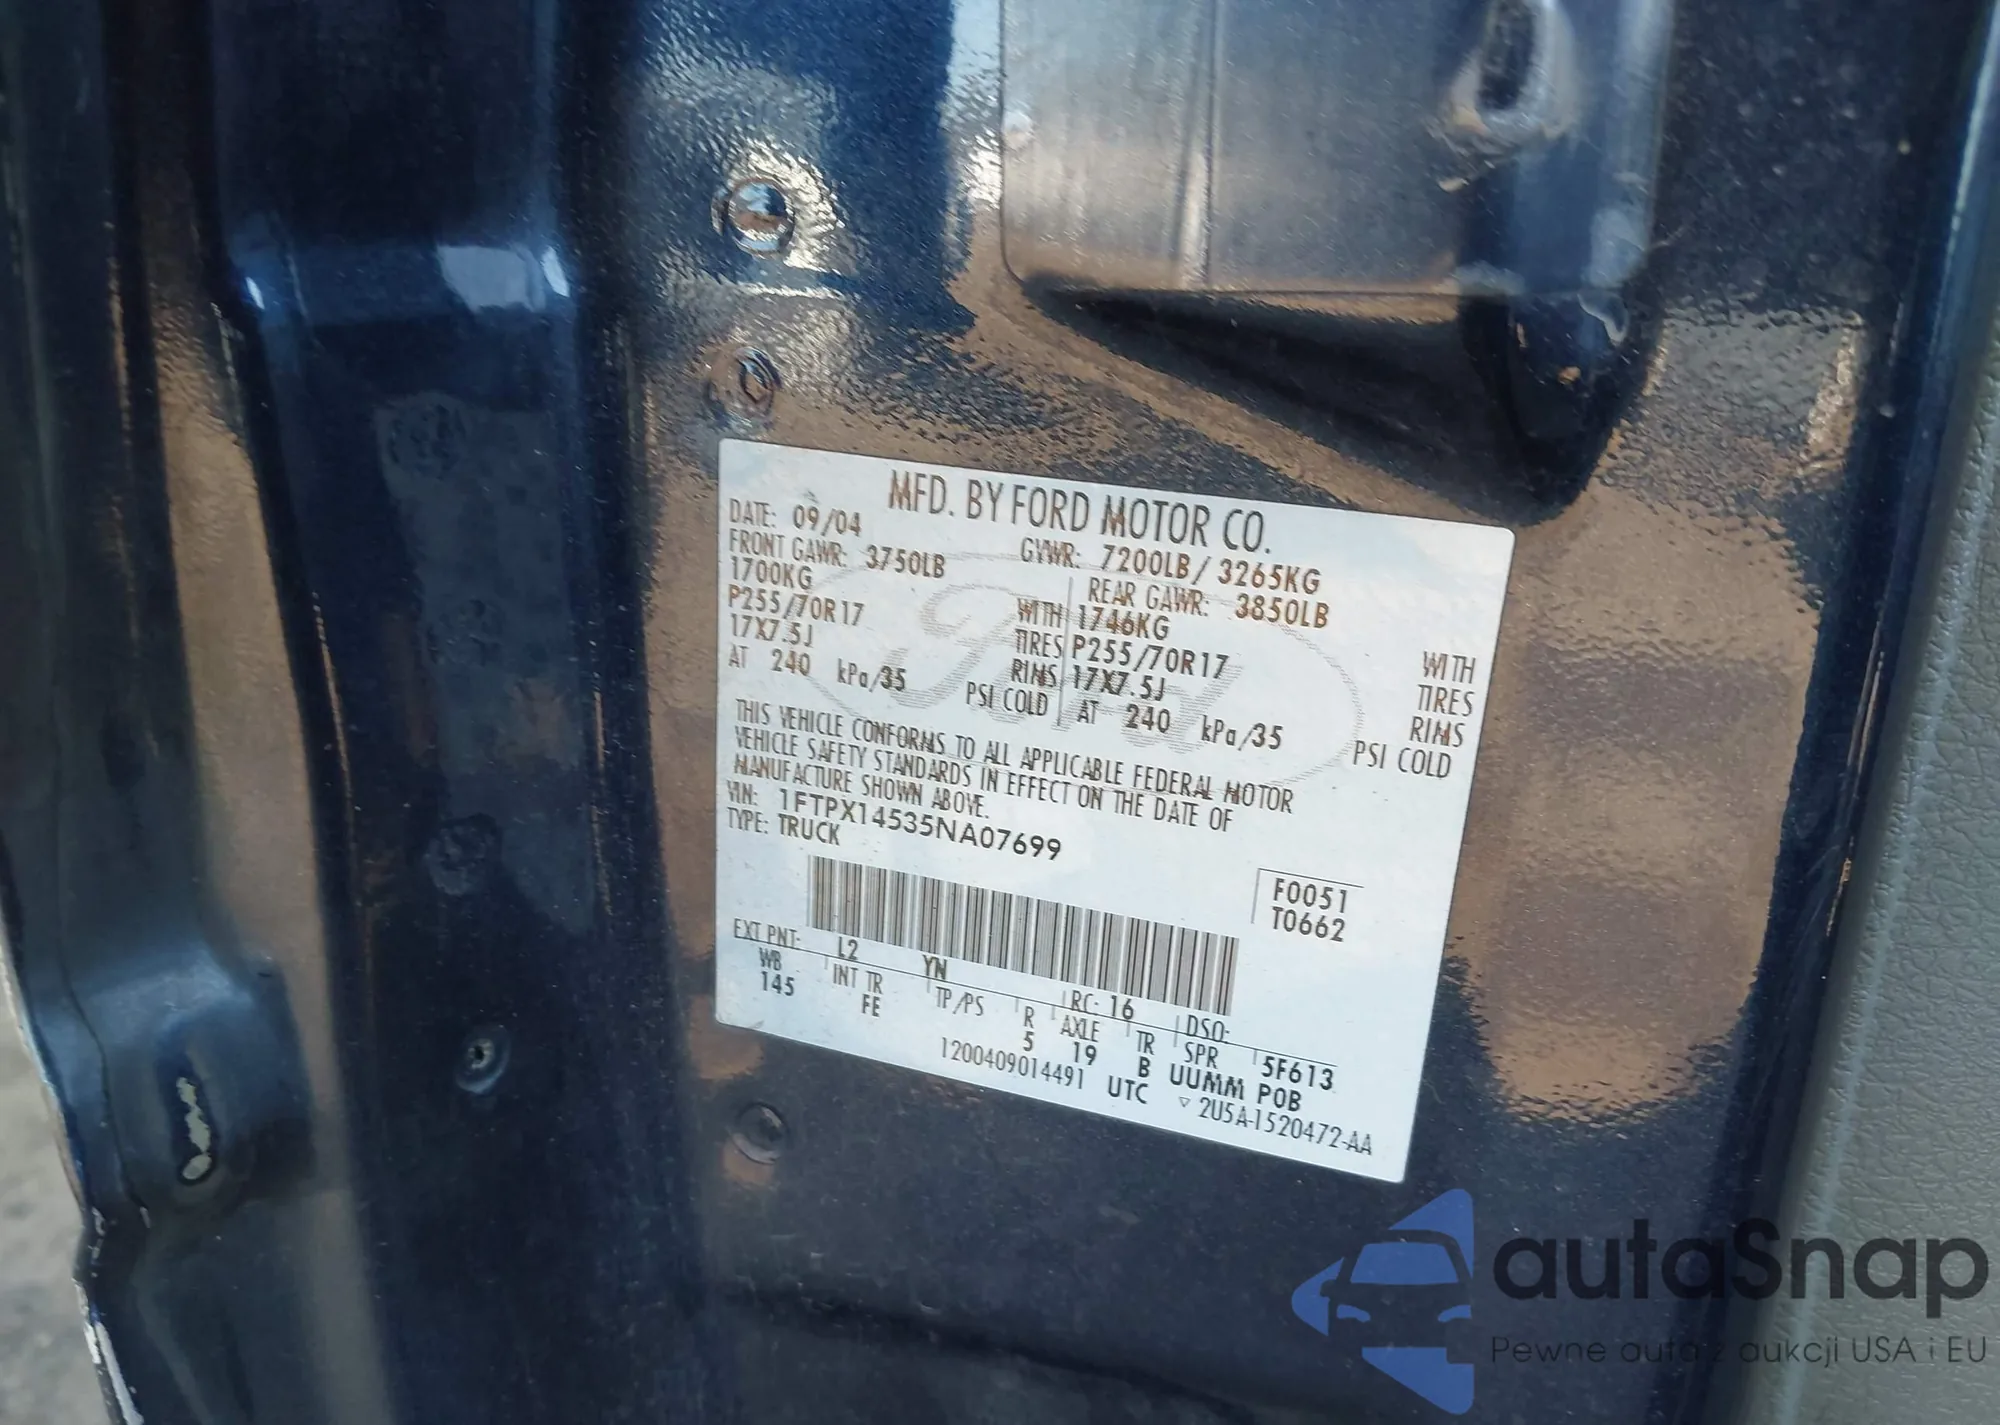 MFD. BY FORD MOTOR CO.
DATE: 09/04
GVWR: 7200LB / 3265KG
FRONT GAWR: 3750LB
REAR GAWR: 3850LB
1700KG WITH
1746KG WITH
P255/70R17 TIRES
P255/70R17 TIRES
17X7.5J RIMS
17X7.5J RIMS
AT 240 kPa/35 PSI COLD
AT 240 kPa/35 PSI COLD
THIS VEHICLE CONFORMS TO ALL APPLICABLE FEDERAL MOTOR
VEHICLE SAFETY STANDARDS IN EFFECT ON THE DATE OF
MANUFACTURE SHOWN ABOVE.
VIN: 1FTPX14535NA07699
TYPE: TRUCK
F0051
T0662
EXT PNT: L2 YN RC: 16 DSO:
WB INT TR TP/PS R AXLE TR SPR 5F613
145 FE 5 19 B UUMM POB
1200409014491 UTC ▽ 2U5A-1520472-AA
Ford
autaSnap
Pewne auta z aukcji USA i EU